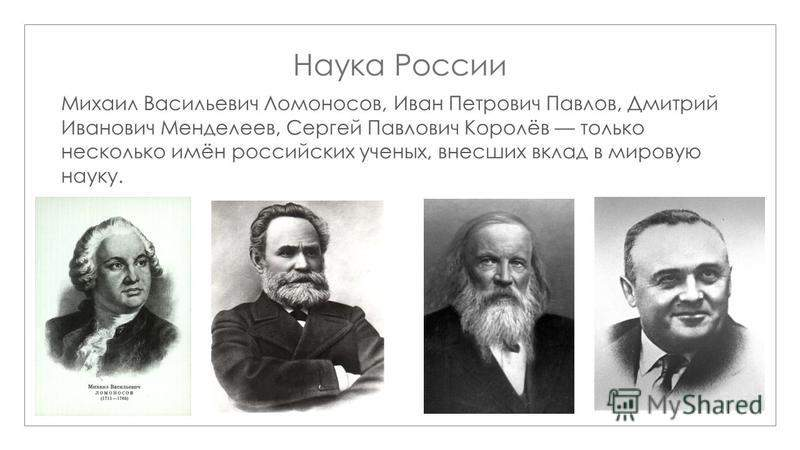 Наука России
Михаил Васильевич Ломоносов, Иван Петрович Павлов, Дмитрий
Иванович Менделеев, Сергей Павлович Королёв — только
несколько имён российских ученых, внесших вклад в мировую
науку.
Михаил Васильевич
ЛОМОНОСОВ
(1711—1765)
MyShared